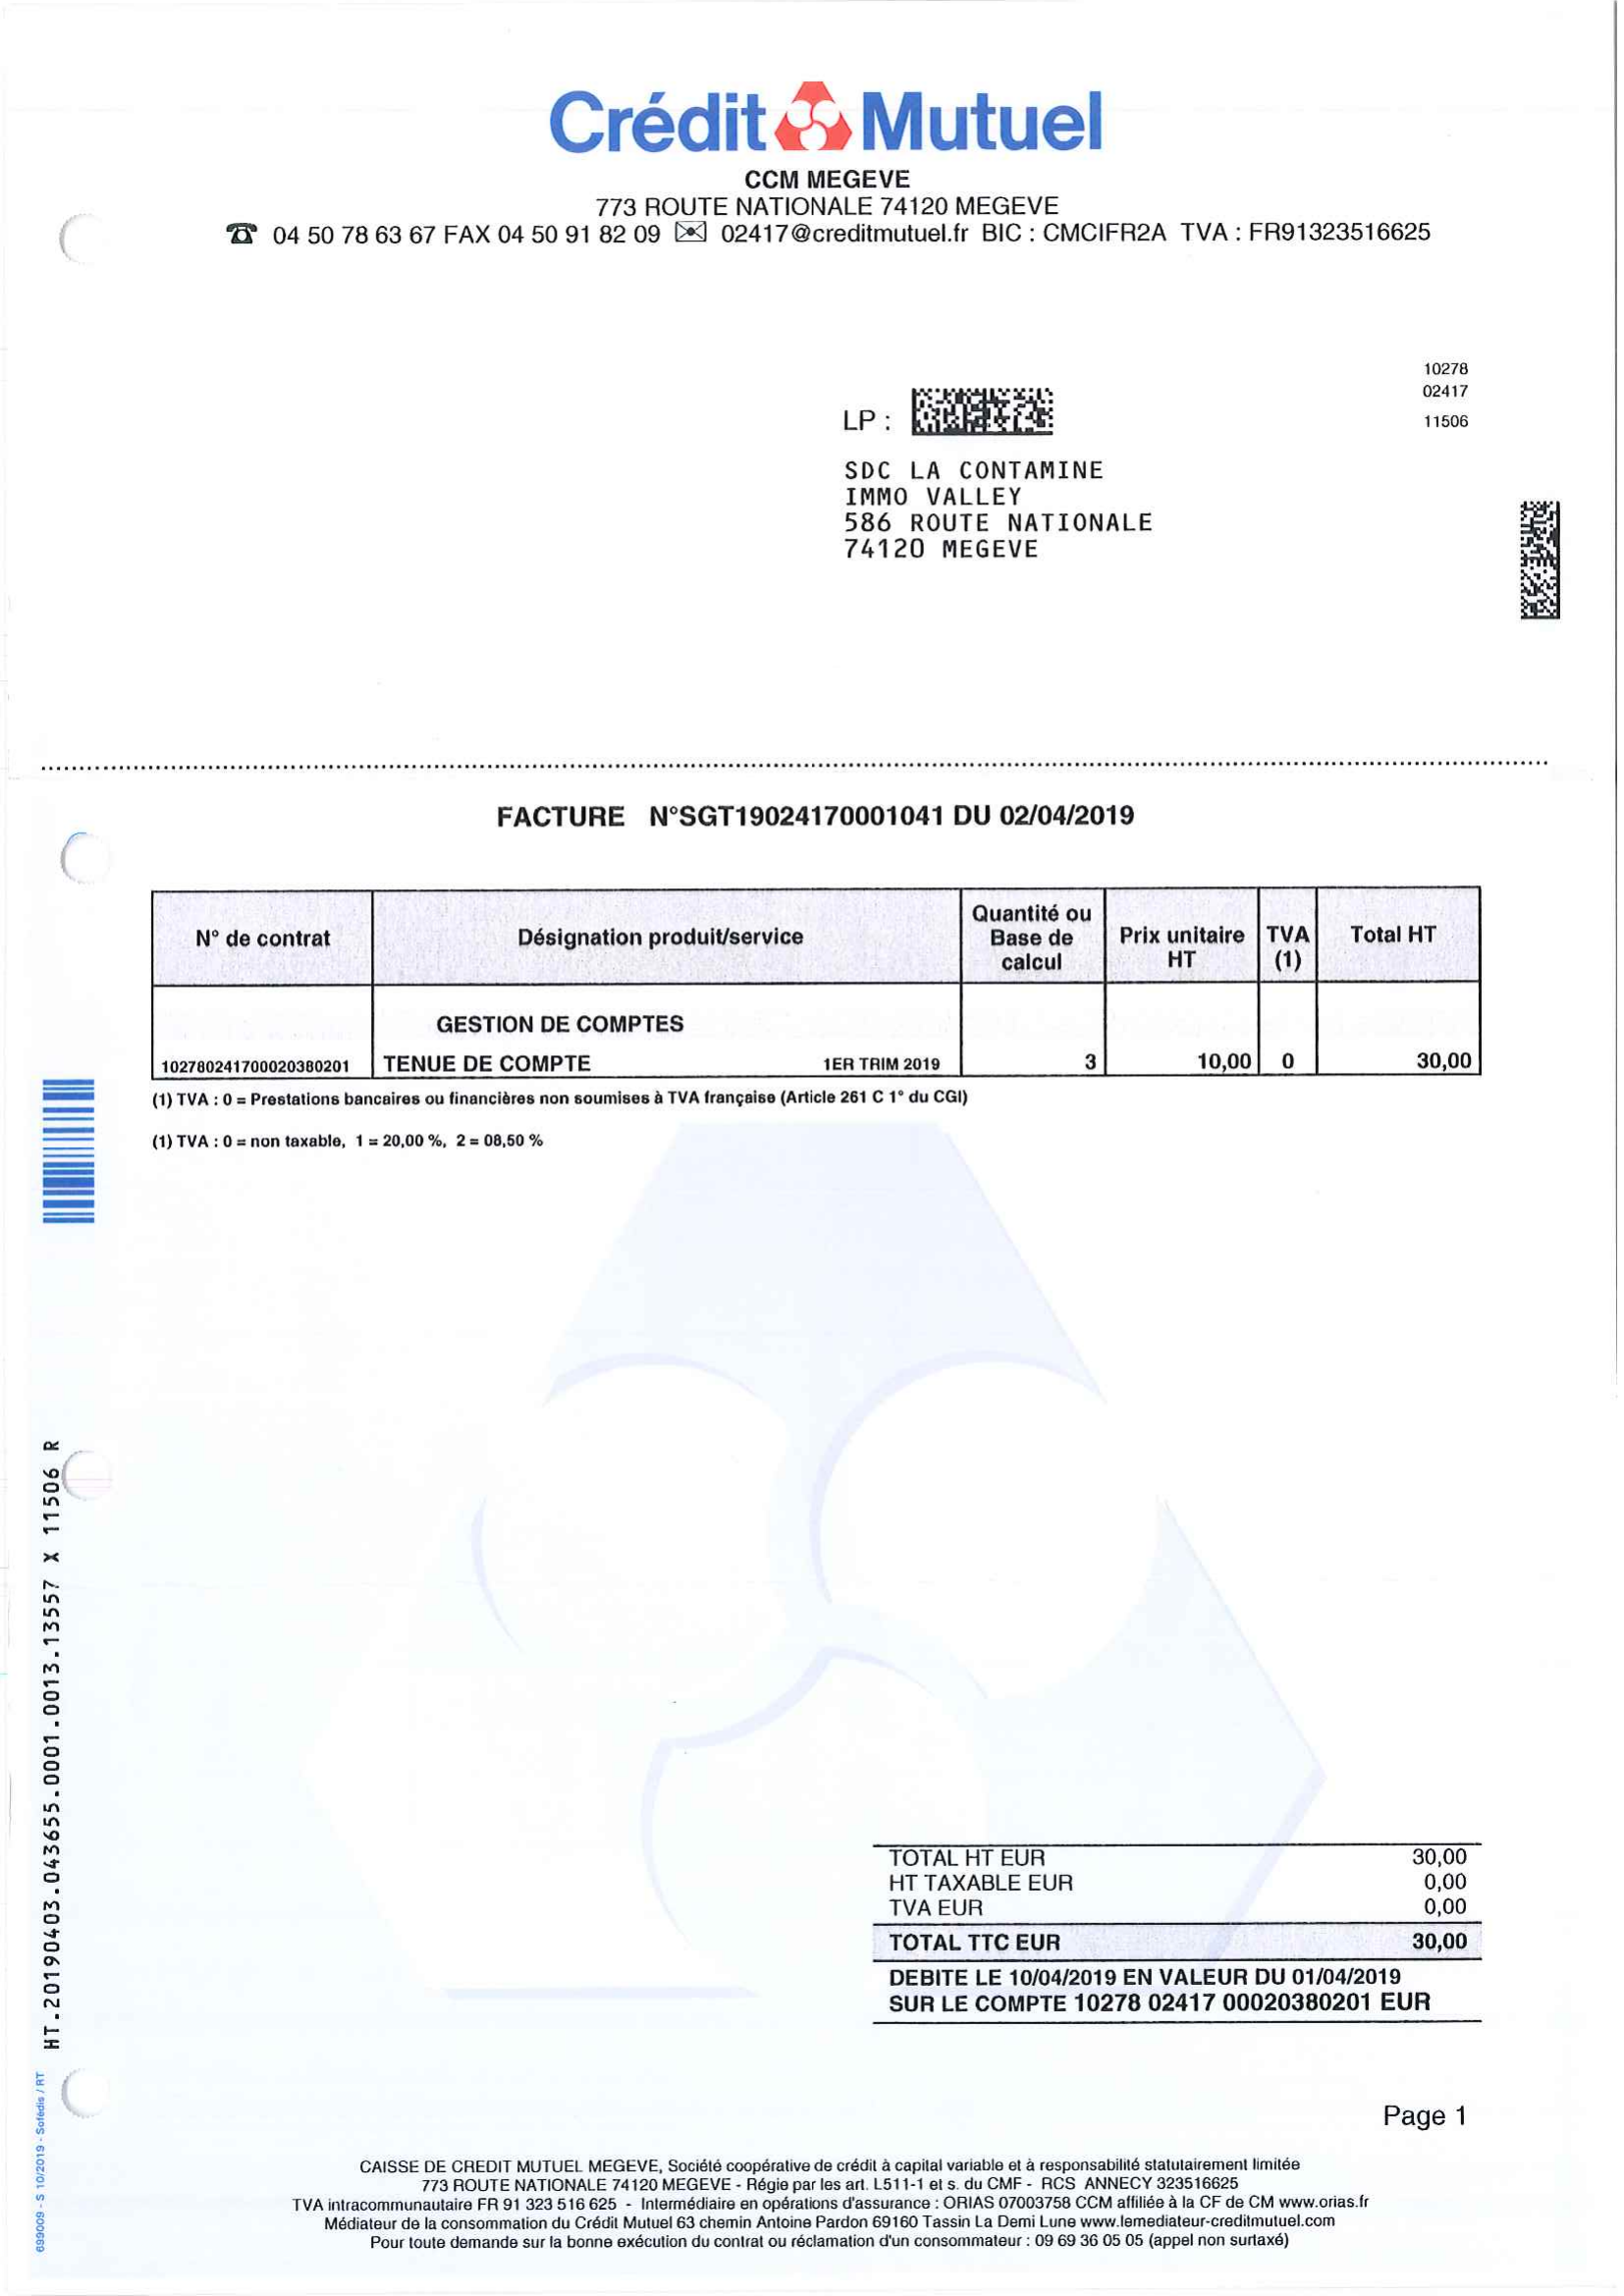 Crédit Mutuel
CCM MEGEVE
773 ROUTE NATIONALE 74120 MEGEVE
☎ 04 50 78 63 67 FAX 04 50 91 82 09 ✉ 02417@creditmutuel.fr BIC : CMCIFR2A TVA : FR91323516625
10278
02417
11506
LP :
SDC LA CONTAMINE
IMMO VALLEY
586 ROUTE NATIONALE
74120 MEGEVE
FACTURE N°SGT19024170001041 DU 02/04/2019
N° de contrat Désignation produit/service Quantité ou Base de calcul Prix unitaire HT TVA (1) Total HT
GESTION DE COMPTES
102780241700020380201 TENUE DE COMPTE 1ER TRIM 2019 3 10,00 0 30,00
(1) TVA : 0 = Prestations bancaires ou financières non soumises à TVA française (Article 261 C 1° du CGI)
(1) TVA : 0 = non taxable, 1 = 20,00 %, 2 = 08,50 %
HT.20190403.043655.0001.0013.13557 X 11506 R
699009 - S 10/2019 - Sofédis / RT
TOTAL HT EUR 30,00
HT TAXABLE EUR 0,00
TVA EUR 0,00
TOTAL TTC EUR 30,00
DEBITE LE 10/04/2019 EN VALEUR DU 01/04/2019
SUR LE COMPTE 10278 02417 00020380201 EUR
Page 1
CAISSE DE CREDIT MUTUEL MEGEVE, Société coopérative de crédit à capital variable et à responsabilité statutairement limitée
773 ROUTE NATIONALE 74120 MEGEVE - Régie par les art. L511-1 et s. du CMF - RCS ANNECY 323516625
TVA intracommunautaire FR 91 323 516 625 - Intermédiaire en opérations d'assurance : ORIAS 07003758 CCM affiliée à la CF de CM www.orias.fr
Médiateur de la consommation du Crédit Mutuel 63 chemin Antoine Pardon 69160 Tassin La Demi Lune www.lemediateur-creditmutuel.com
Pour toute demande sur la bonne exécution du contrat ou réclamation d'un consommateur : 09 69 36 05 05 (appel non surtaxé)